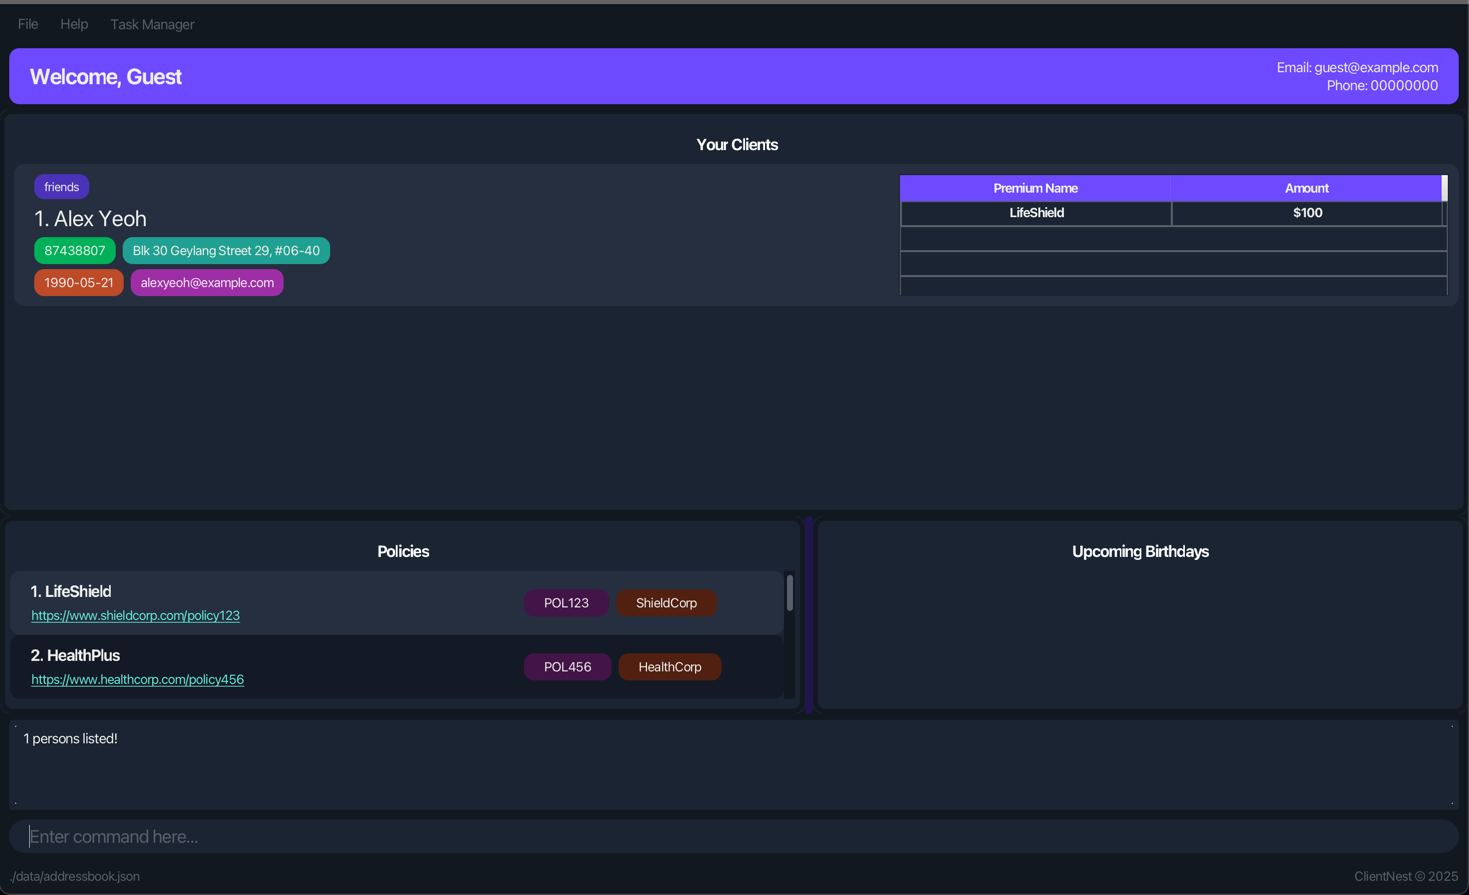 File Help Task Manager
Welcome, Guest
Email: guest@example.com
Phone: 00000000
Your Clients
friends
1. Alex Yeoh
87438807 Blk 30 Geylang Street 29, #06-40
1990-05-21 alexyeoh@example.com
Premium Name Amount
LifeShield $100
Policies
1. LifeShield
https://www.shieldcorp.com/policy123
POL123 ShieldCorp
2. HealthPlus
https://www.healthcorp.com/policy456
POL456 HealthCorp
Upcoming Birthdays
1 persons listed!
Enter command here...
./data/addressbook.json
ClientNest © 2025